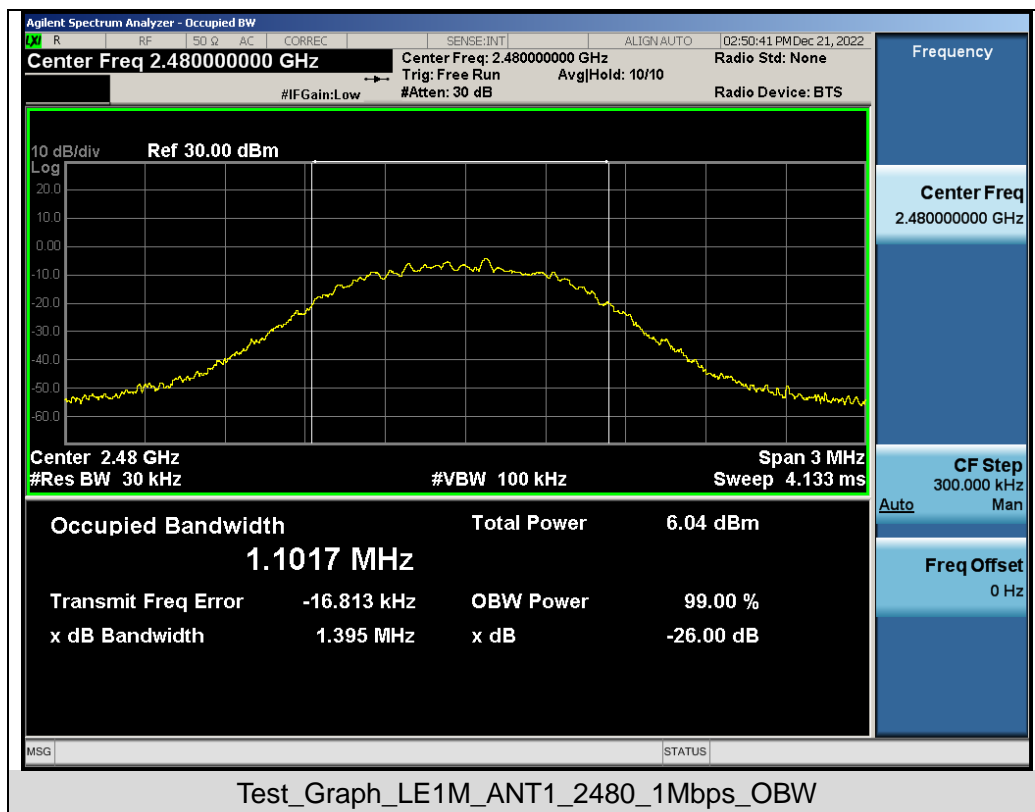 Agilent Spectrum Analyzer - Occupied BW
LXI R RF 50 Ω AC CORREC SENSE:INT ALIGN AUTO 02:50:41 PM Dec 21, 2022
Center Freq 2.480000000 GHz
Center Freq: 2.480000000 GHz
Radio Std: None
Trig: Free Run Avg|Hold: 10/10
#IFGain:Low
#Atten: 30 dB
Radio Device: BTS
10 dB/div Ref 30.00 dBm
Log
20.0
10.0
0.00
-10.0
-20.0
-30.0
-40.0
-50.0
-60.0
Center 2.48 GHz
Span 3 MHz
#Res BW 30 kHz
#VBW 100 kHz
Sweep 4.133 ms
Occupied Bandwidth
1.1017 MHz
Total Power 6.04 dBm
Transmit Freq Error -16.813 kHz
OBW Power 99.00 %
x dB Bandwidth 1.395 MHz
x dB -26.00 dB
MSG
STATUS
Frequency
Center Freq
2.480000000 GHz
CF Step
300.000 kHz
Auto Man
Freq Offset
0 Hz
Test_Graph_LE1M_ANT1_2480_1Mbps_OBW